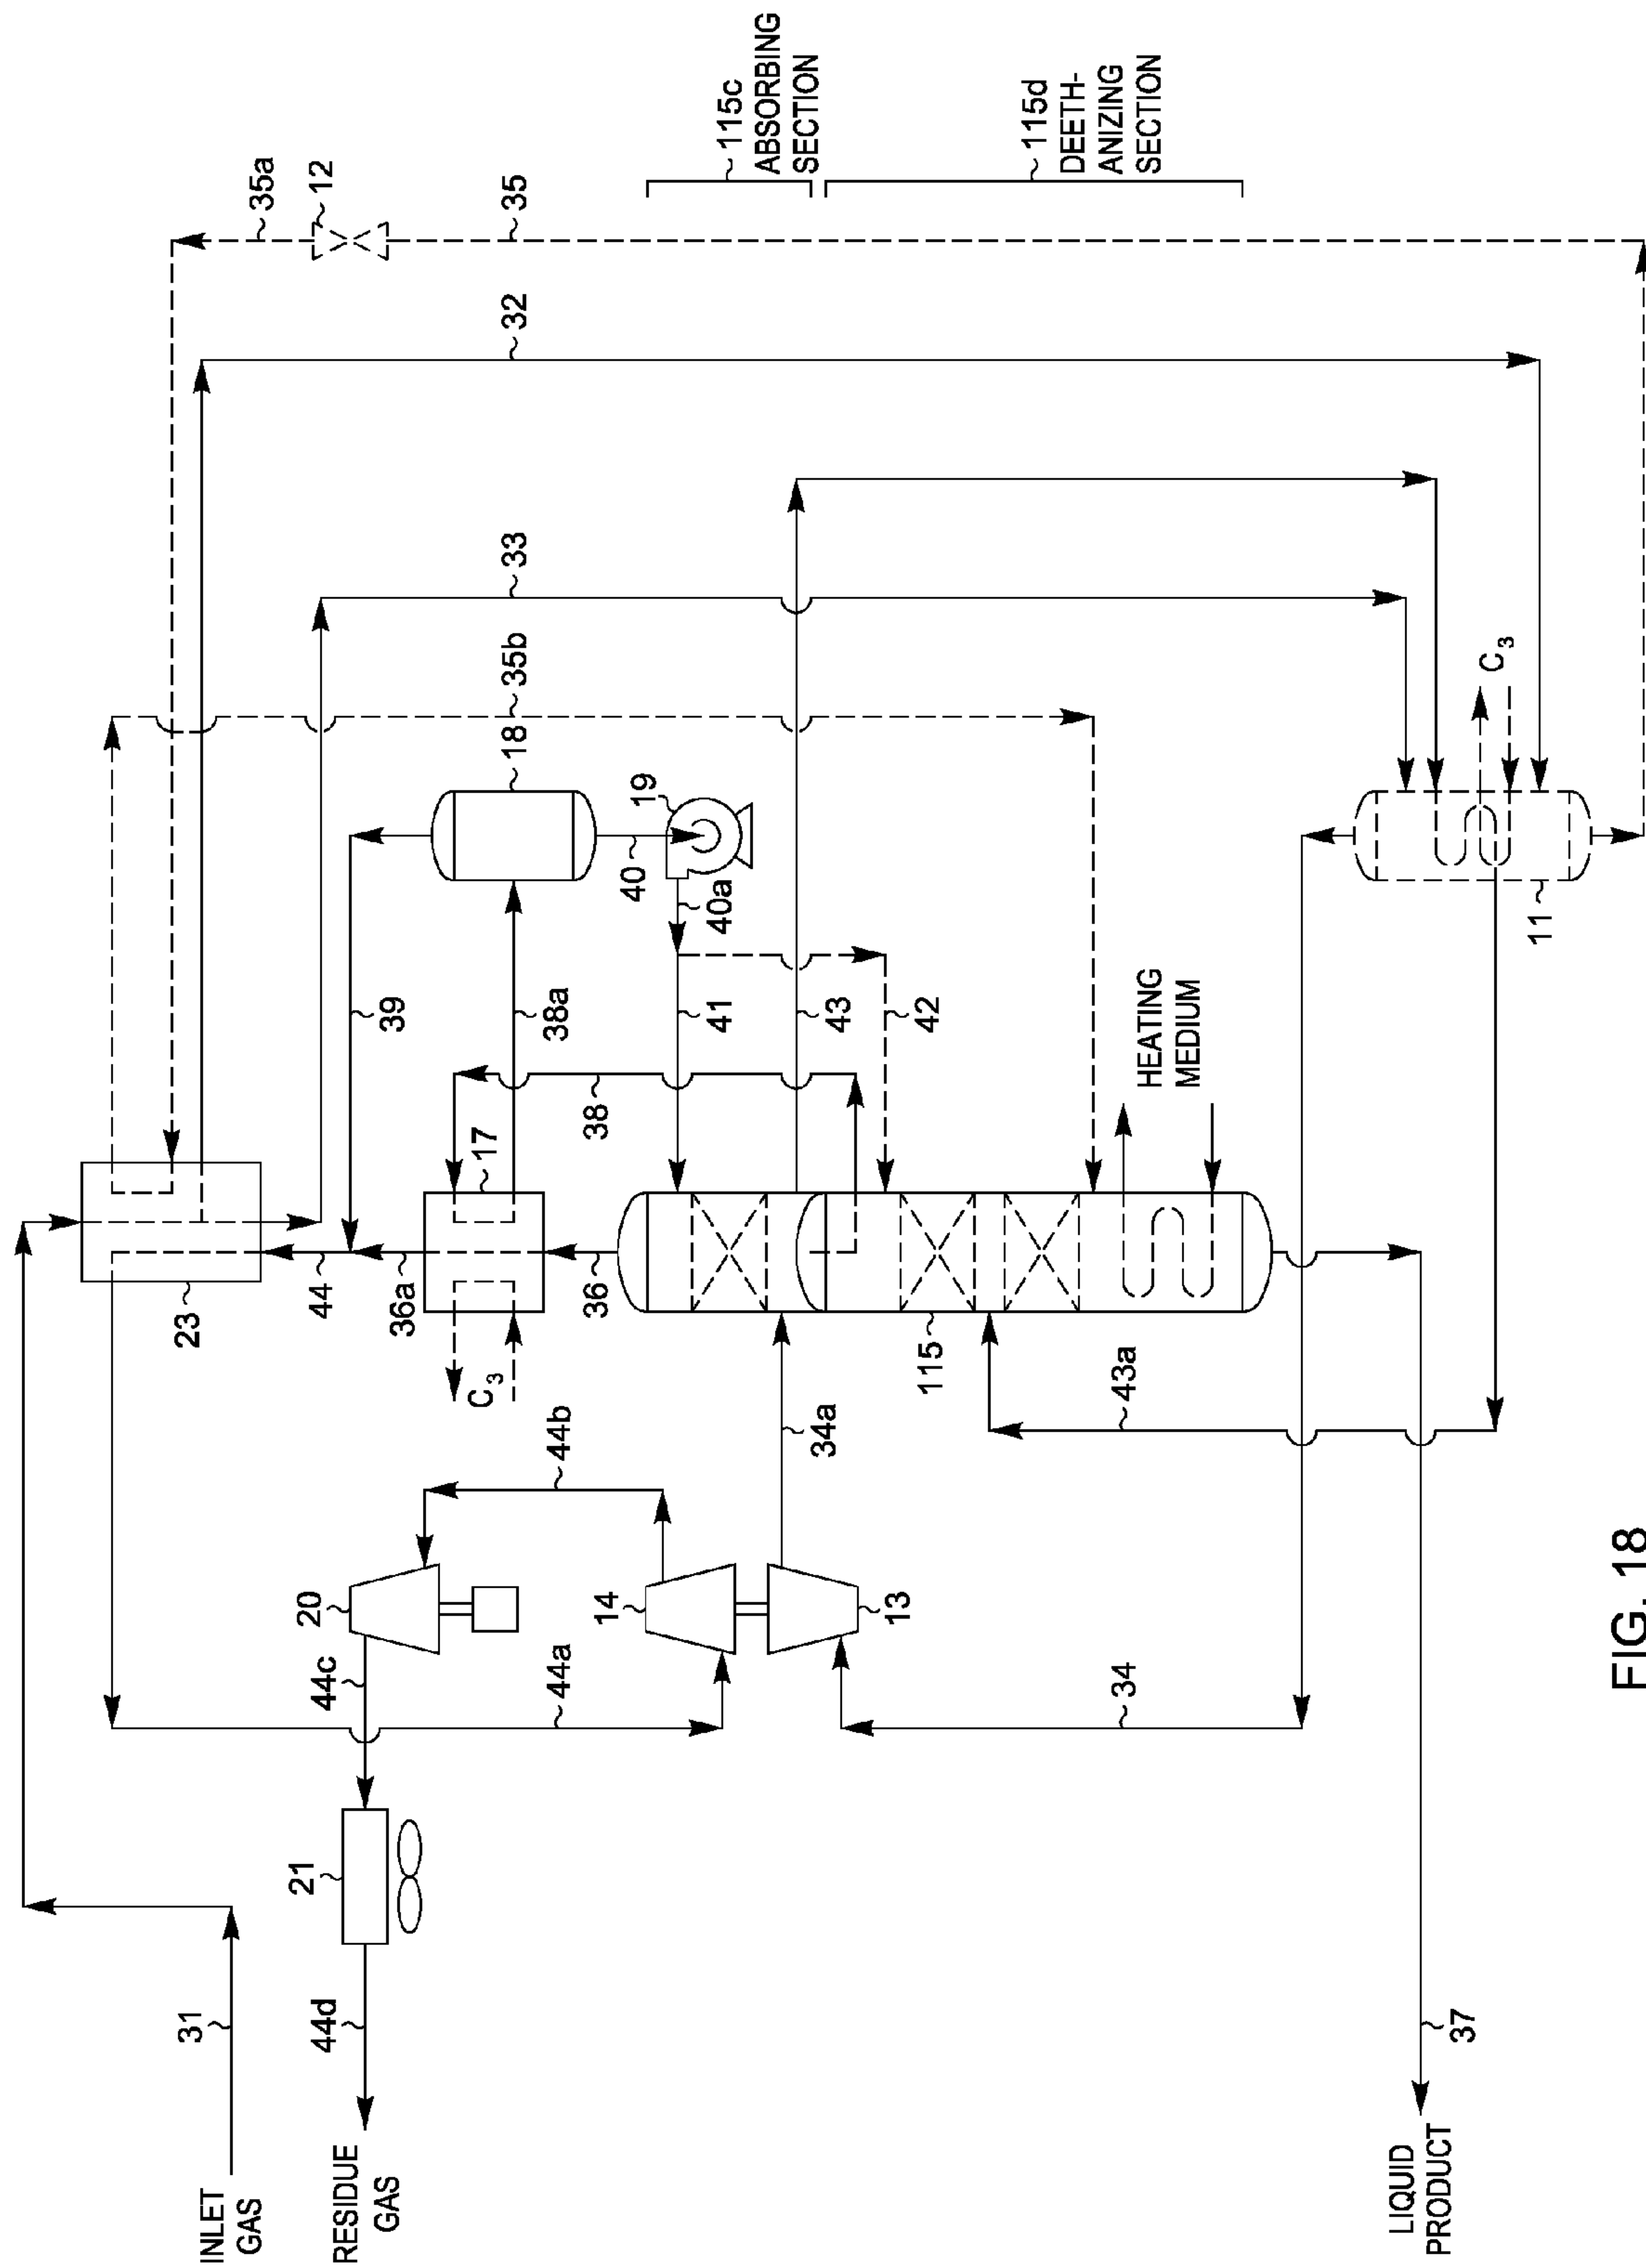 INLET
GAS
31
RESIDUE
GAS
44d
21
44c
20
44a
44b
14
13
34
34a
23
44
36a
C3
17
36
38
38a
39
18
35b
40
19
40a
41
42
43
33
32
35a
12
35
115c
ABSORBING
SECTION
115d
DEETH-
ANIZING
SECTION
115
43a
HEATING
MEDIUM
11
C3
37
LIQUID
PRODUCT
FIG. 18